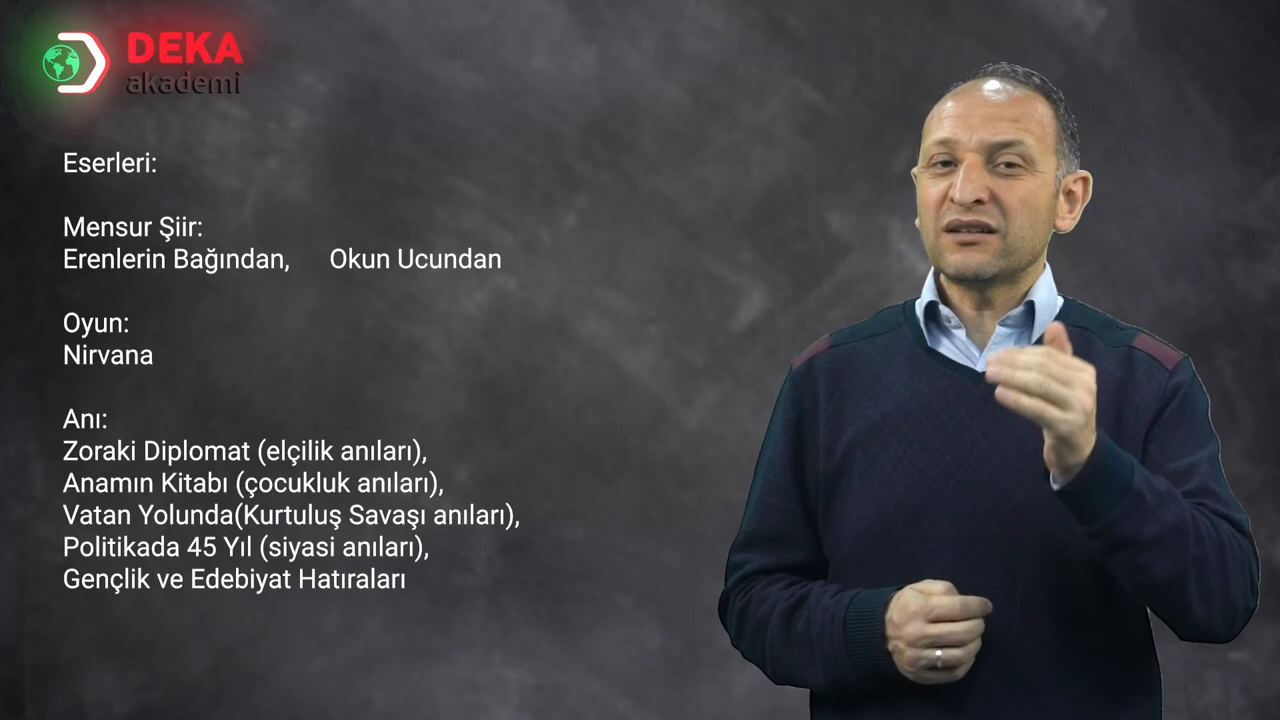 DEKA
akademi
Eserleri:
Mensur Şiir:
Erenlerin Bağından, Okun Ucundan
Oyun:
Nirvana
Anı:
Zoraki Diplomat (elçilik anıları),
Anamın Kitabı (çocukluk anıları),
Vatan Yolunda(Kurtuluş Savaşı anıları),
Politikada 45 Yıl (siyasi anıları),
Gençlik ve Edebiyat Hatıraları